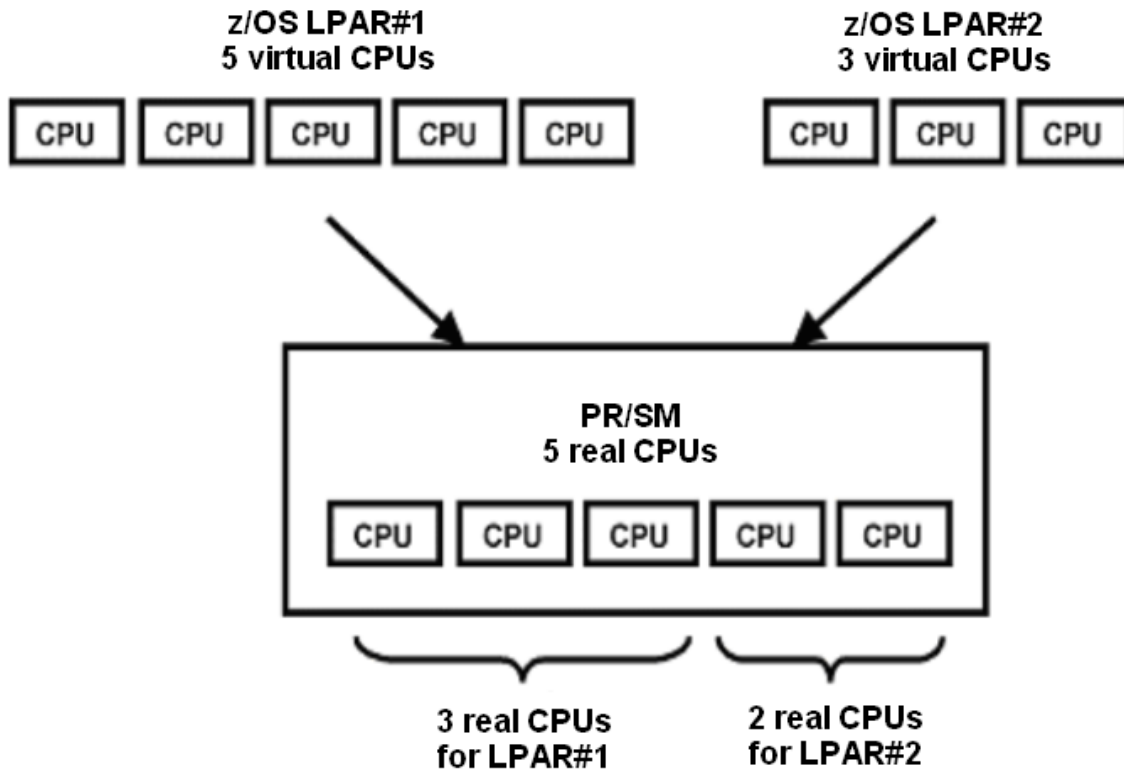 z/OS LPAR#1
5 virtual CPUs
CPU CPU CPU CPU CPU
z/OS LPAR#2
3 virtual CPUs
CPU CPU CPU
PR/SM
5 real CPUs
CPU CPU CPU CPU CPU
3 real CPUs
for LPAR#1
2 real CPUs
for LPAR#2